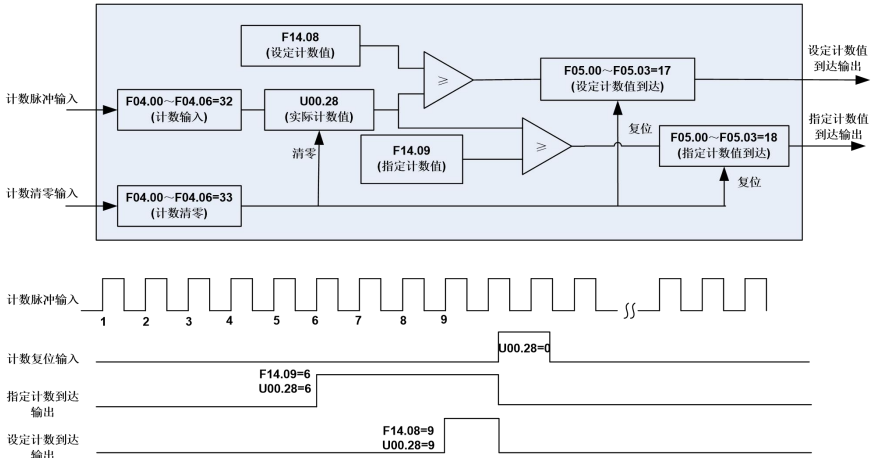 F14.08
(设定计数值)
≥
设定计数值
到达输出
F05.00～F05.03=17
(设定计数值到达)
计数脉冲输入
F04.00～F04.06=32
(计数输入)
U00.28
(实际计数值)
指定计数值
到达输出
复位
F05.00～F05.03=18
(指定计数值到达)
清零
F14.09
(指定计数值)
≥
复位
计数清零输入
F04.00～F04.06=33
(计数清零)
计数脉冲输入
1 2 3 4 5 6 7 8 9
计数复位输入
U00.28=0
F14.09=6
U00.28=6
指定计数到达
输出
F14.08=9
U00.28=9
设定计数到达
输出